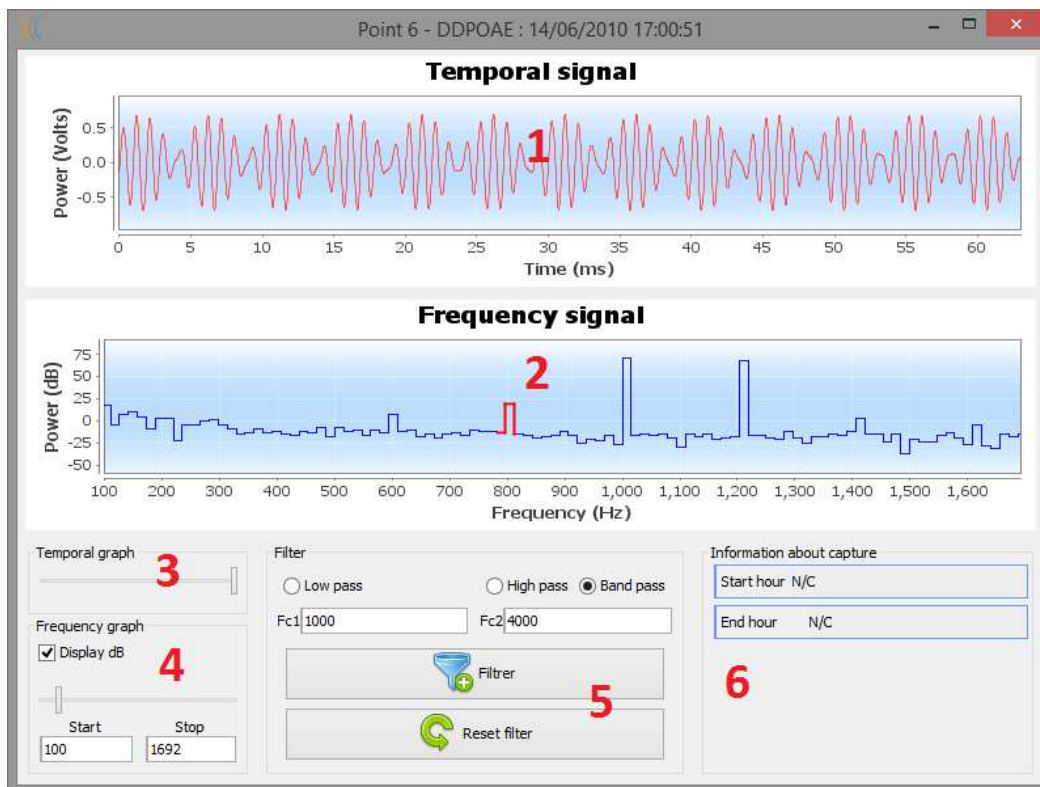 Point 6 - DDPOAE : 14/06/2010 17:00:51
Temporal signal
Power (Volts)
0.5
0.0
-0.5
1
0 5 10 15 20 25 30 35 40 45 50 55 60
Time (ms)
Frequency signal
Power (dB)
75
50
25
0
-25
-50
2
100 200 300 400 500 600 700 800 900 1,000 1,100 1,200 1,300 1,400 1,500 1,600
Frequency (Hz)
Temporal graph
3
Frequency graph
Display dB
4
Start Stop
100 1692
Filter
Low pass High pass Band pass
Fc1 1000 Fc2 4000
Filtrer
5
Reset filter
Information about capture
Start hour N/C
End hour N/C
6